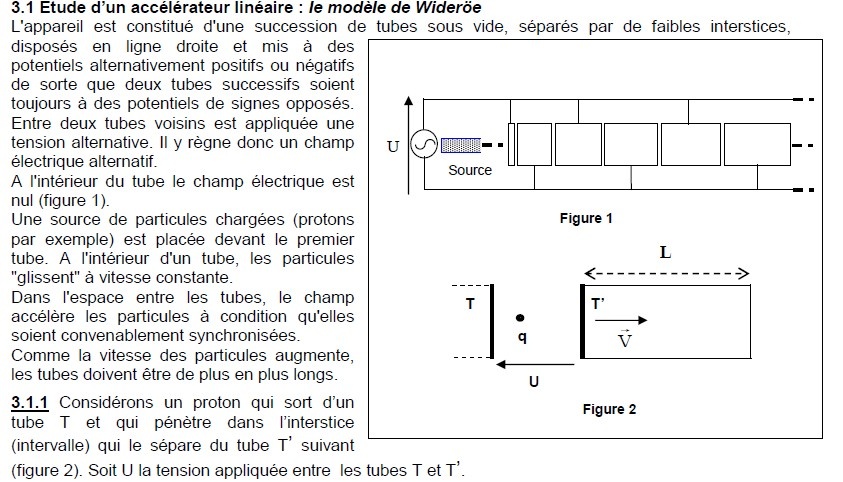 3.1 Etude d'un accélérateur linéaire : le modèle de Wideröe
L'appareil est constitué d'une succession de tubes sous vide, séparés par de faibles interstices,
disposés en ligne droite et mis à des
potentiels alternativement positifs ou négatifs
de sorte que deux tubes successifs soient
toujours à des potentiels de signes opposés.
Entre deux tubes voisins est appliquée une
tension alternative. Il y règne donc un champ
électrique alternatif.
A l'intérieur du tube le champ électrique est
nul (figure 1).
Une source de particules chargées (protons
par exemple) est placée devant le premier
tube. A l'intérieur d'un tube, les particules
"glissent" à vitesse constante.
Dans l'espace entre les tubes, le champ
accélère les particules à condition qu'elles
soient convenablement synchronisées.
Comme la vitesse des particules augmente,
les tubes doivent être de plus en plus longs.
3.1.1 Considérons un proton qui sort d'un
tube T et qui pénètre dans l'interstice
(intervalle) qui le sépare du tube T' suivant
(figure 2). Soit U la tension appliquée entre les tubes T et T'.
U
Source
Figure 1
L
T
T'
q
V
U
Figure 2